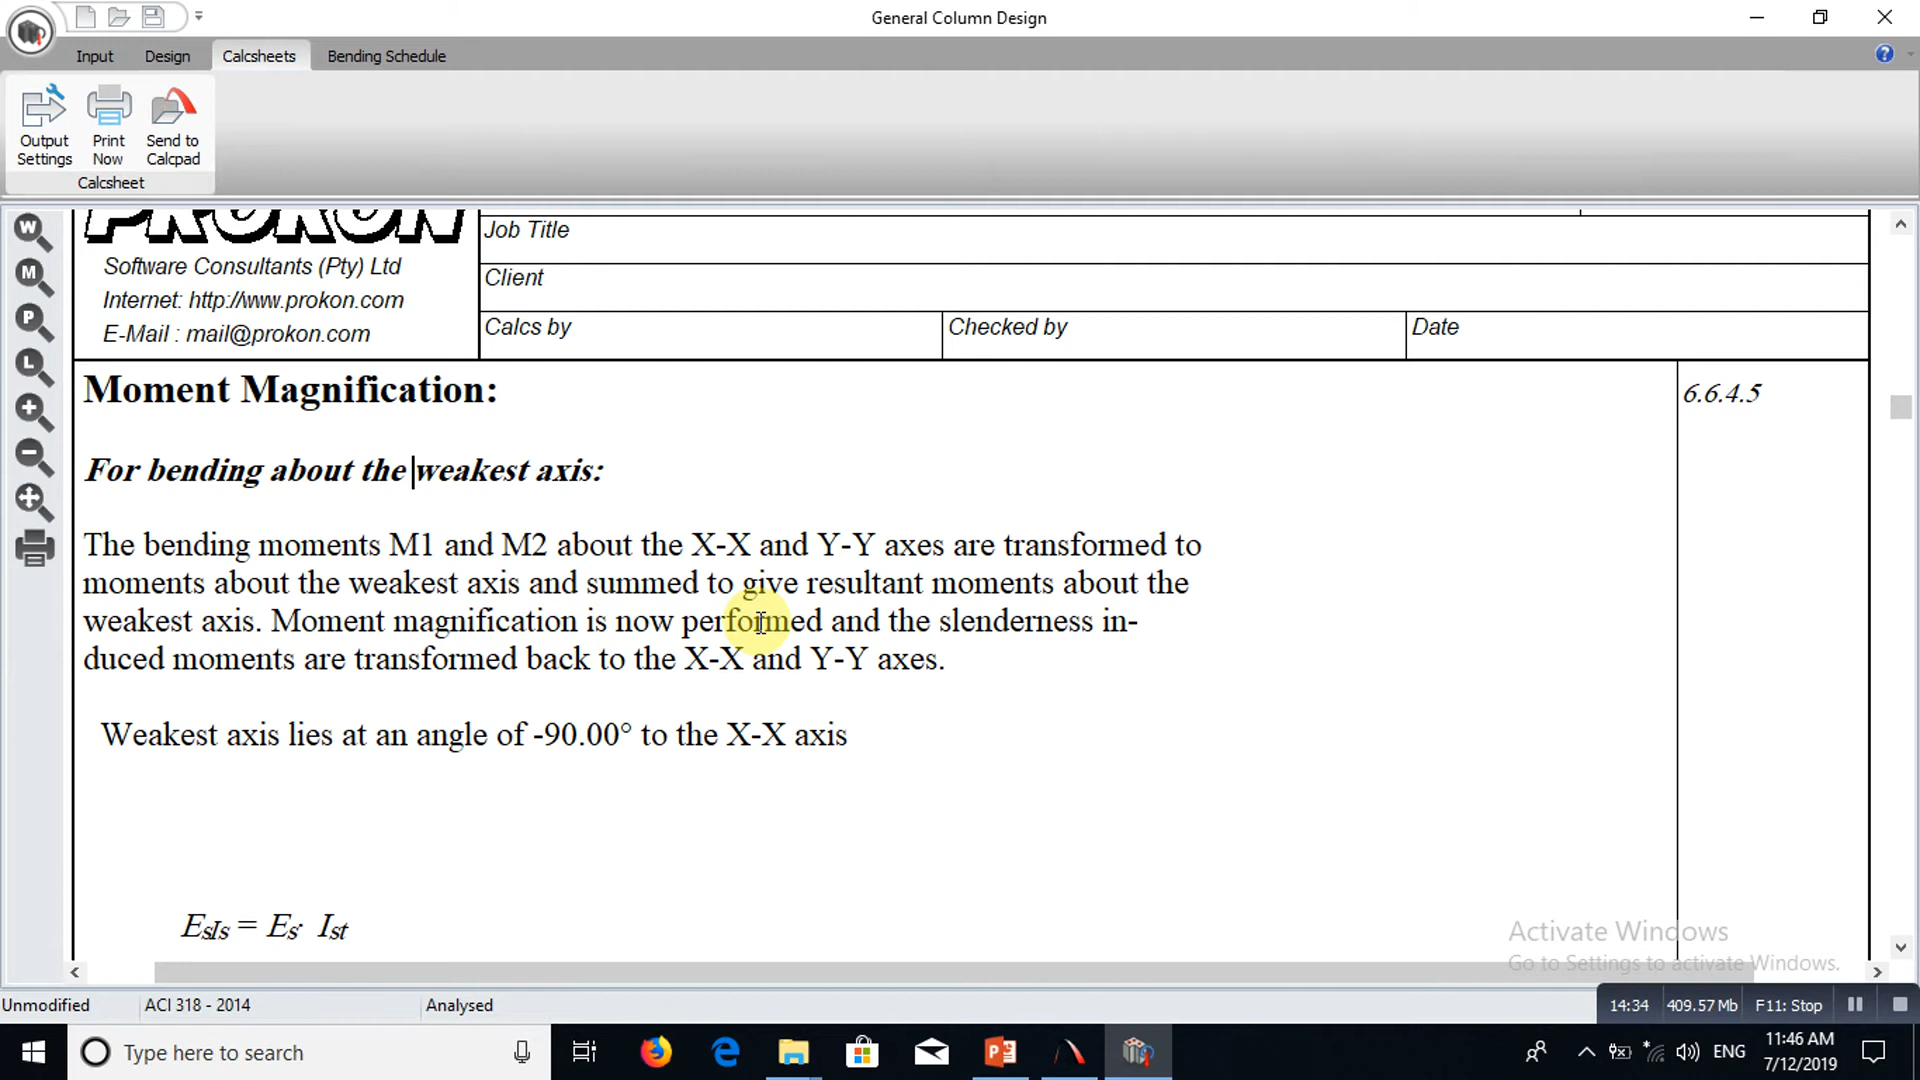 General Column Design
Input
Design
Calcsheets
Bending Schedule
Output
Settings
Print
Now
Send to
Calcpad
Calcsheet
PROKON
Software Consultants (Pty) Ltd
Internet: http://www.prokon.com
E-Mail : mail@prokon.com
Job Title
Client
Calcs by
Checked by
Date
Moment Magnification:
6.6.4.5
For bending about the weakest axis:
The bending moments M1 and M2 about the X-X and Y-Y axes are transformed to
moments about the weakest axis and summed to give resultant moments about the
weakest axis. Moment magnification is now performed and the slenderness in-
duced moments are transformed back to the X-X and Y-Y axes.
Weakest axis lies at an angle of -90.00° to the X-X axis
EsIs = Es· Ist
W
M
P
L
Activate Windows
Go to Settings to activate Windows.
Unmodified
ACI 318 - 2014
Analysed
14:34
409.57 Mb
F11: Stop
Type here to search
ENG
11:46 AM
7/12/2019